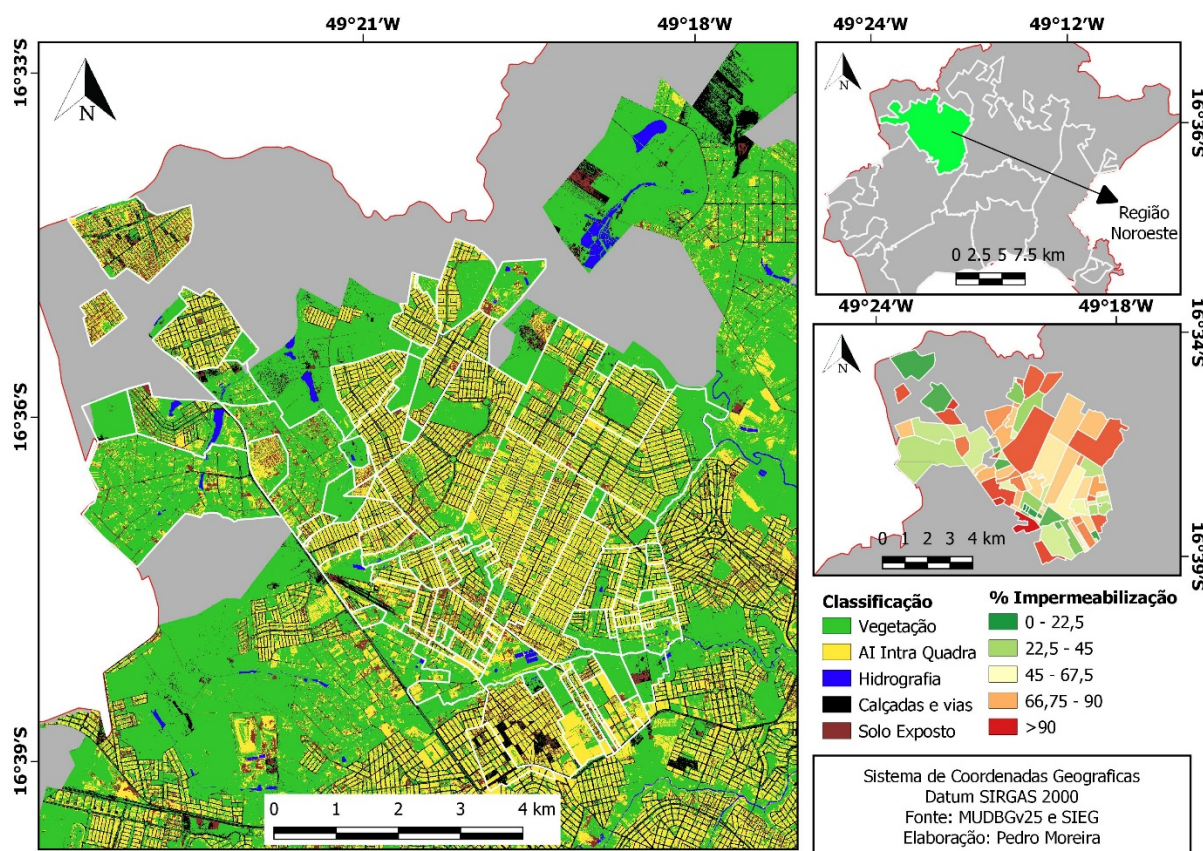 49°21'W
49°18'W
16°33'S
16°36'S
16°39'S
N
0 1 2 3 4 km
49°24'W
49°12'W
16°36'S
Região
Noroeste
0 2.5 5 7.5 km
49°24'W
49°18'W
N
16°34'S
16°39'S
0 1 2 3 4 km
Classificação
Vegetação
AI Intra Quadra
Hidrografia
Calçadas e vias
Solo Exposto
% Impermeabilização
0 - 22,5
22,5 - 45
45 - 67,5
66,75 - 90
>90
Sistema de Coordenadas Geograficas
Datum SIRGAS 2000
Fonte: MUDBGv25 e SIEG
Elaboração: Pedro Moreira